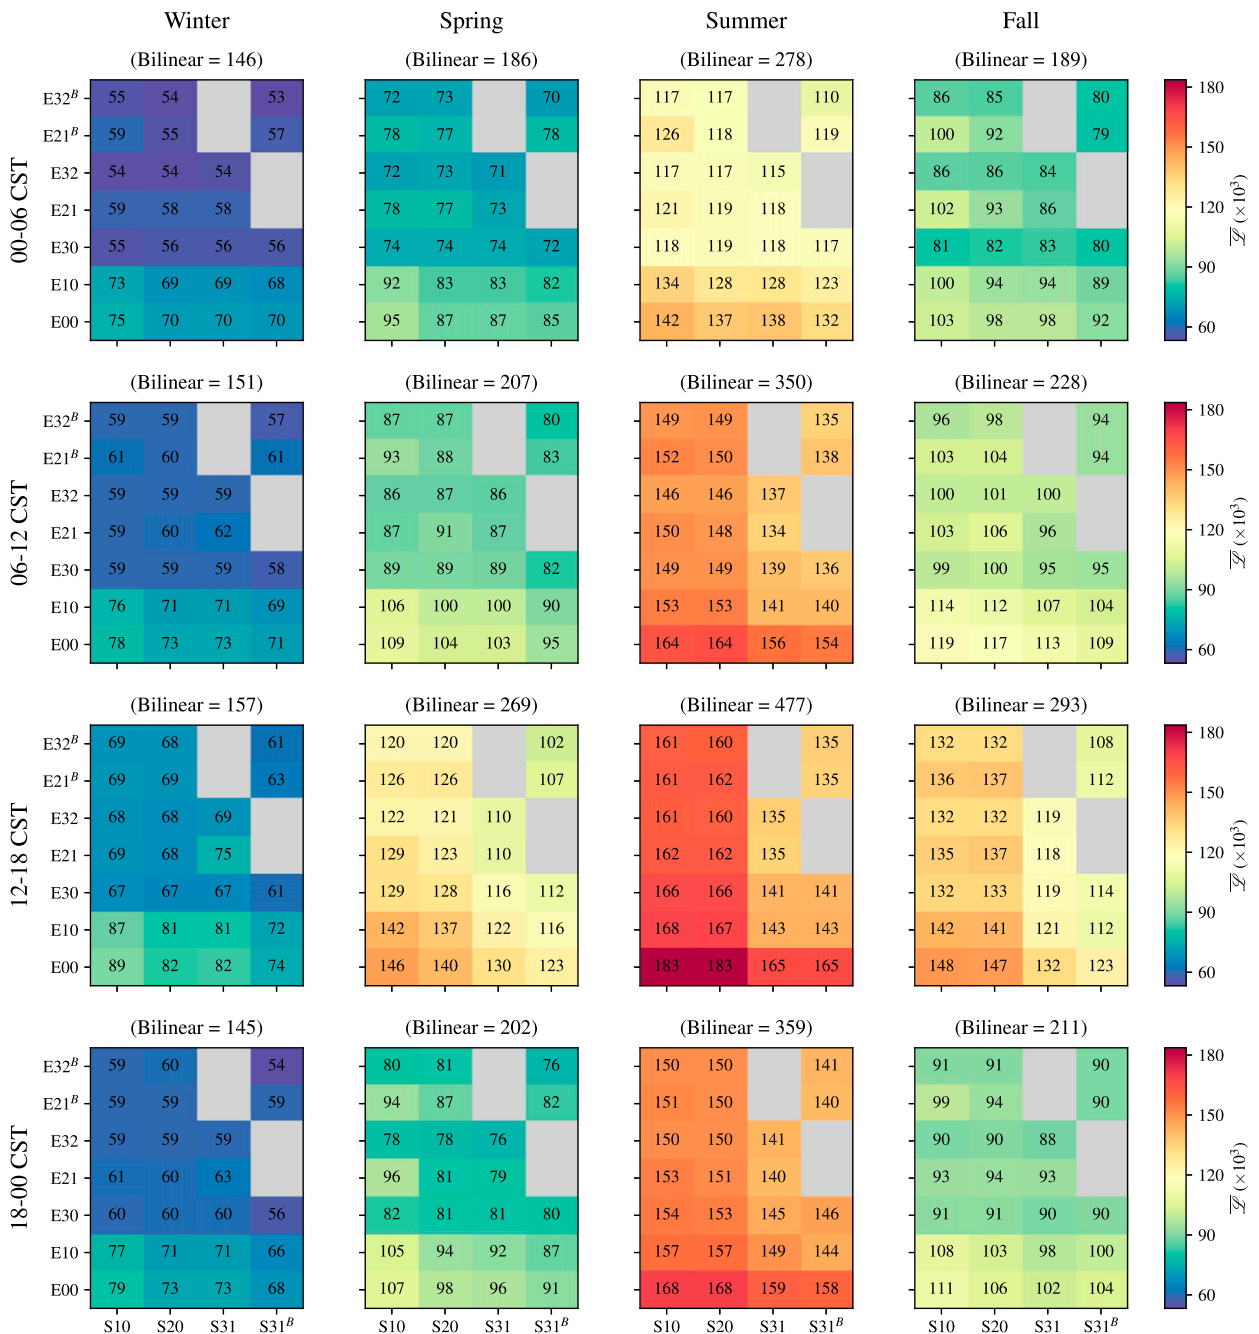 Winter Spring Summer Fall
(Bilinear = 146) (Bilinear = 186) (Bilinear = 278) (Bilinear = 189)
00-06 CST
E32^B 55 54 53 72 73 70 117 117 110 86 85 80
E21^B 59 55 57 78 77 78 126 118 119 100 92 79
E32 54 54 54 72 73 71 117 117 115 86 86 84
E21 59 58 58 78 77 73 121 119 118 102 93 86
E30 55 56 56 56 74 74 74 72 118 119 118 117 81 82 83 80
E10 73 69 69 68 92 83 83 82 134 128 128 123 100 94 94 89
E00 75 70 70 70 95 87 87 85 142 137 138 132 103 98 98 92
180
150
120
90
60
ℒ̅ (×10³)
(Bilinear = 151) (Bilinear = 207) (Bilinear = 350) (Bilinear = 228)
06-12 CST
E32^B 59 59 57 87 87 80 149 149 135 96 98 94
E21^B 61 60 61 93 88 83 152 150 138 103 104 94
E32 59 59 59 86 87 86 146 146 137 100 101 100
E21 59 60 62 87 91 87 150 148 134 103 106 96
E30 59 59 59 58 89 89 89 82 149 149 139 136 99 100 95 95
E10 76 71 71 69 106 100 100 90 153 153 141 140 114 112 107 104
E00 78 73 73 71 109 104 103 95 164 164 156 154 119 117 113 109
180
150
120
90
60
ℒ̅ (×10³)
(Bilinear = 157) (Bilinear = 269) (Bilinear = 477) (Bilinear = 293)
12-18 CST
E32^B 69 68 61 120 120 102 161 160 135 132 132 108
E21^B 69 69 63 126 126 107 161 162 135 136 137 112
E32 68 68 69 122 121 110 161 160 135 132 132 119
E21 69 68 75 129 123 110 162 162 135 135 137 118
E30 67 67 67 61 129 128 116 112 166 166 141 141 132 133 119 114
E10 87 81 81 72 142 137 122 116 168 167 143 143 142 141 121 112
E00 89 82 82 74 146 140 130 123 183 183 165 165 148 147 132 123
180
150
120
90
60
ℒ̅ (×10³)
(Bilinear = 145) (Bilinear = 202) (Bilinear = 359) (Bilinear = 211)
18-00 CST
E32^B 59 60 54 80 81 76 150 150 141 91 91 90
E21^B 59 59 59 94 87 82 151 150 140 99 94 90
E32 59 59 59 78 78 76 150 150 141 90 90 88
E21 61 60 63 96 81 79 153 151 140 93 94 93
E30 60 60 60 56 82 81 81 80 154 153 145 146 91 91 90 90
E10 77 71 71 66 105 94 92 87 157 157 149 144 108 103 98 100
E00 79 73 73 68 107 98 96 91 168 168 159 158 111 106 102 104
180
150
120
90
60
ℒ̅ (×10³)
S10 S20 S31 S31^B S10 S20 S31 S31^B S10 S20 S31 S31^B S10 S20 S31 S31^B